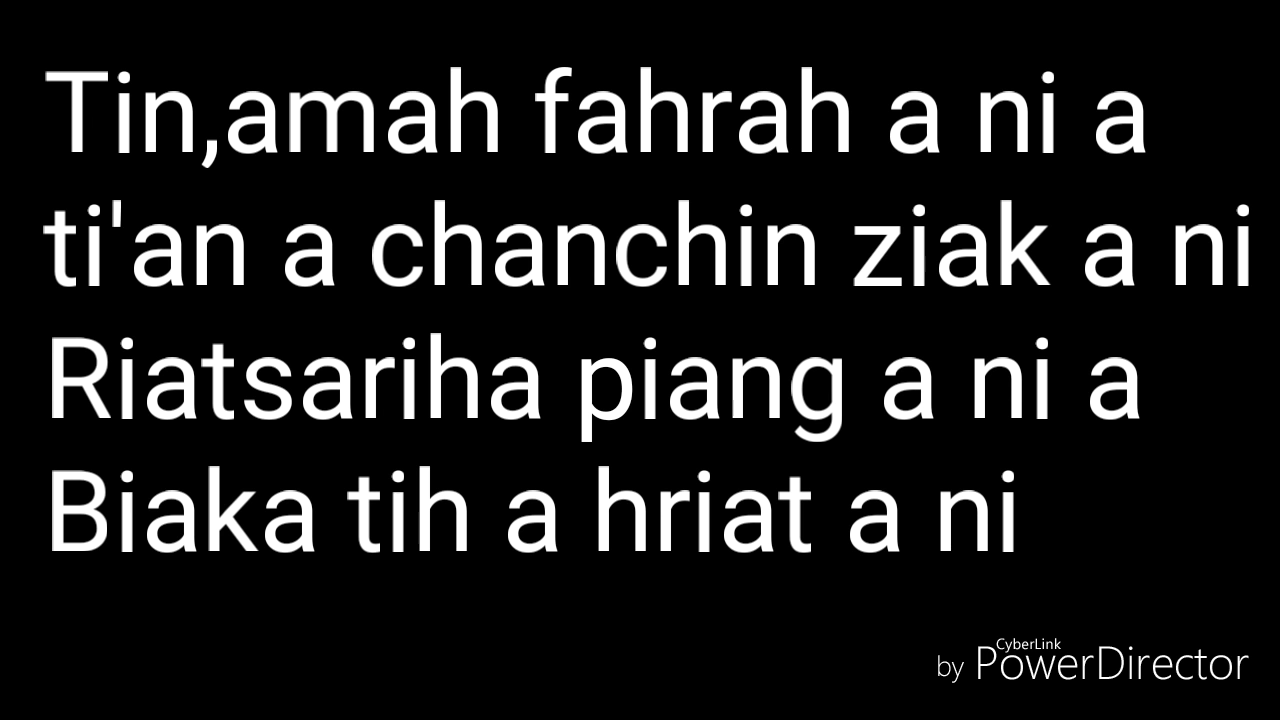 Tin,amah fahrah a ni a
ti'an a chanchin ziak a ni
Riatsariha piang a ni a
Biaka tih a hriat a ni
by CyberLink PowerDirector